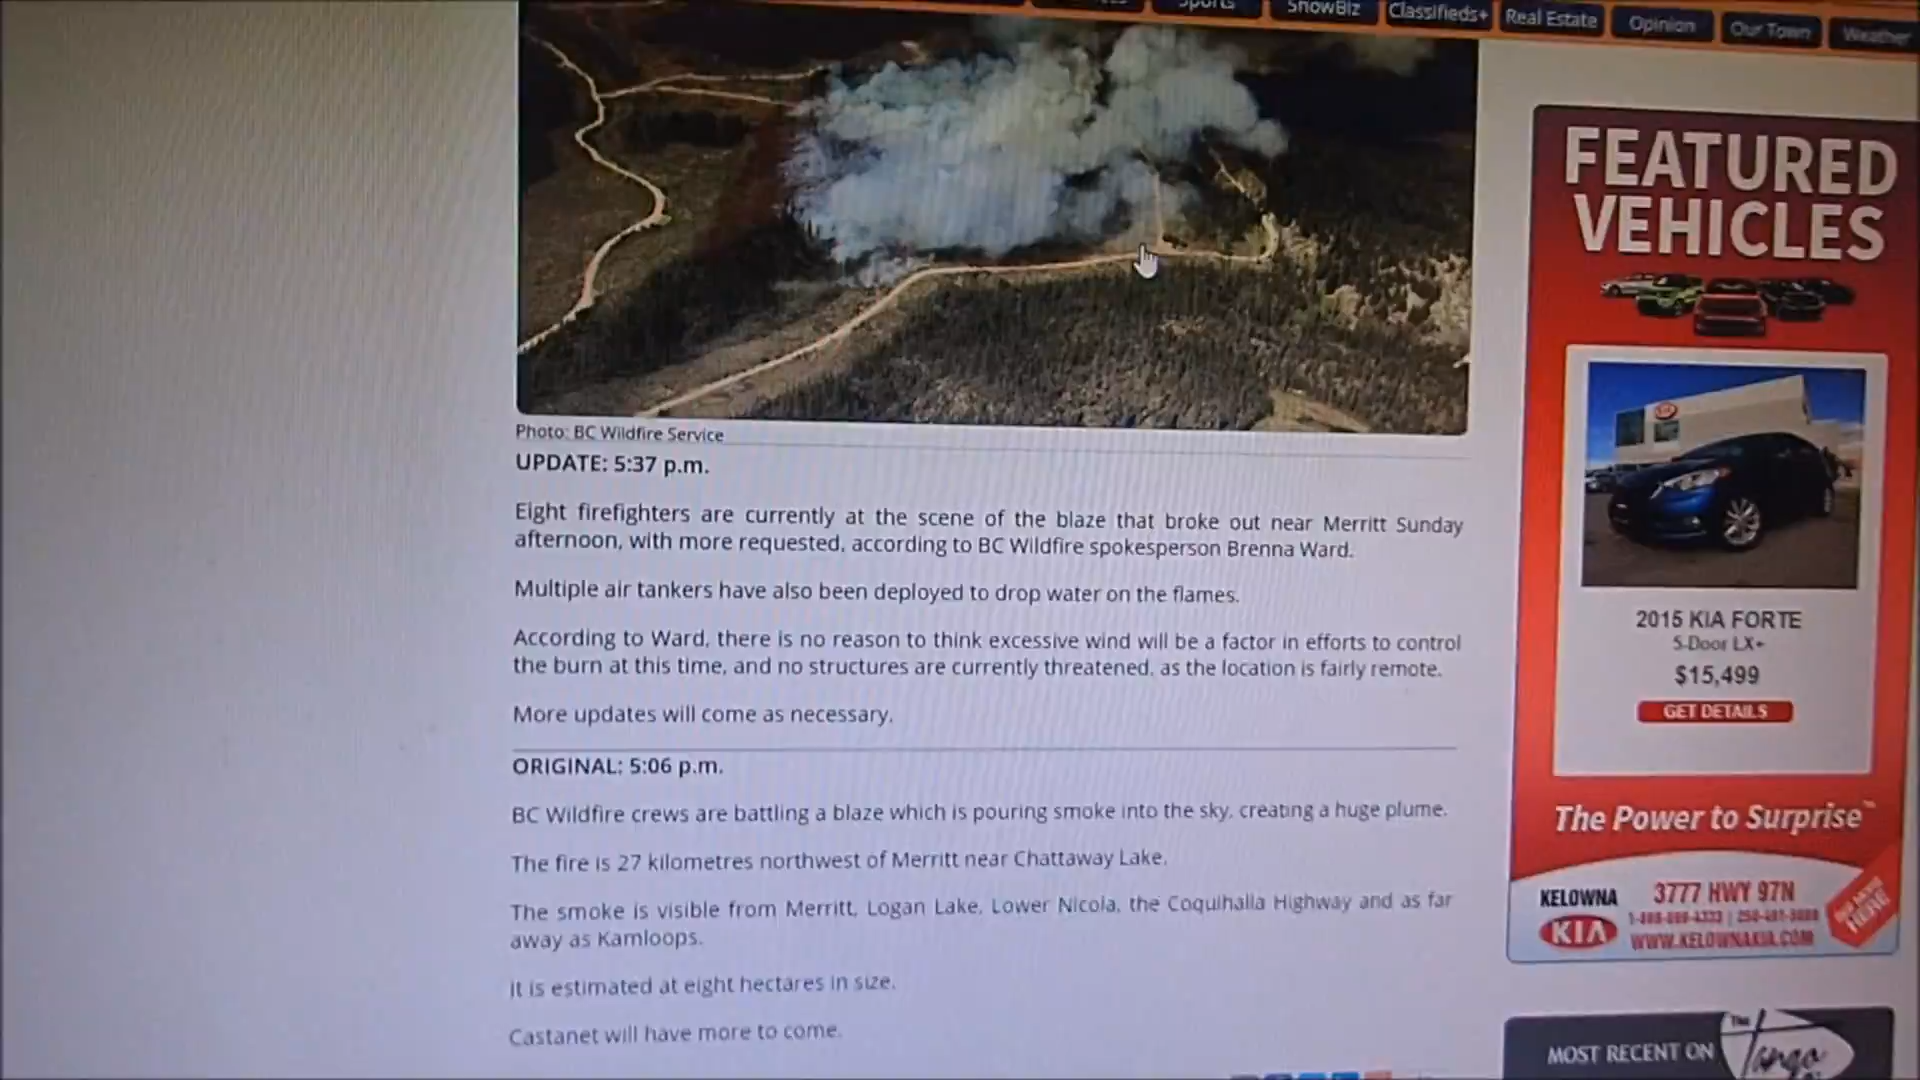 Sports
ShowBiz
Classifieds+
Real Estate
Opinion
Our Town
Weather
Photo: BC Wildfire Service
UPDATE: 5:37 p.m.
Eight firefighters are currently at the scene of the blaze that broke out near Merritt Sunday
afternoon, with more requested, according to BC Wildfire spokesperson Brenna Ward.
Multiple air tankers have also been deployed to drop water on the flames.
According to Ward, there is no reason to think excessive wind will be a factor in efforts to control
the burn at this time, and no structures are currently threatened, as the location is fairly remote.
More updates will come as necessary.
ORIGINAL: 5:06 p.m.
BC Wildfire crews are battling a blaze which is pouring smoke into the sky, creating a huge plume.
The fire is 27 kilometres northwest of Merritt near Chattaway Lake.
The smoke is visible from Merritt, Logan Lake, Lower Nicola, the Coquihalla Highway and as far
away as Kamloops.
It is estimated at eight hectares in size.
Castanet will have more to come.
FEATURED
VEHICLES
KIA
2015 KIA FORTE
5-Door LX+
$15,499
GET DETAILS
The Power to Surprise™
KELOWNA
KIA
3777 HWY 97N
WWW.KELOWNAKIA.COM
HERE
MOST RECENT ON
The
Tango